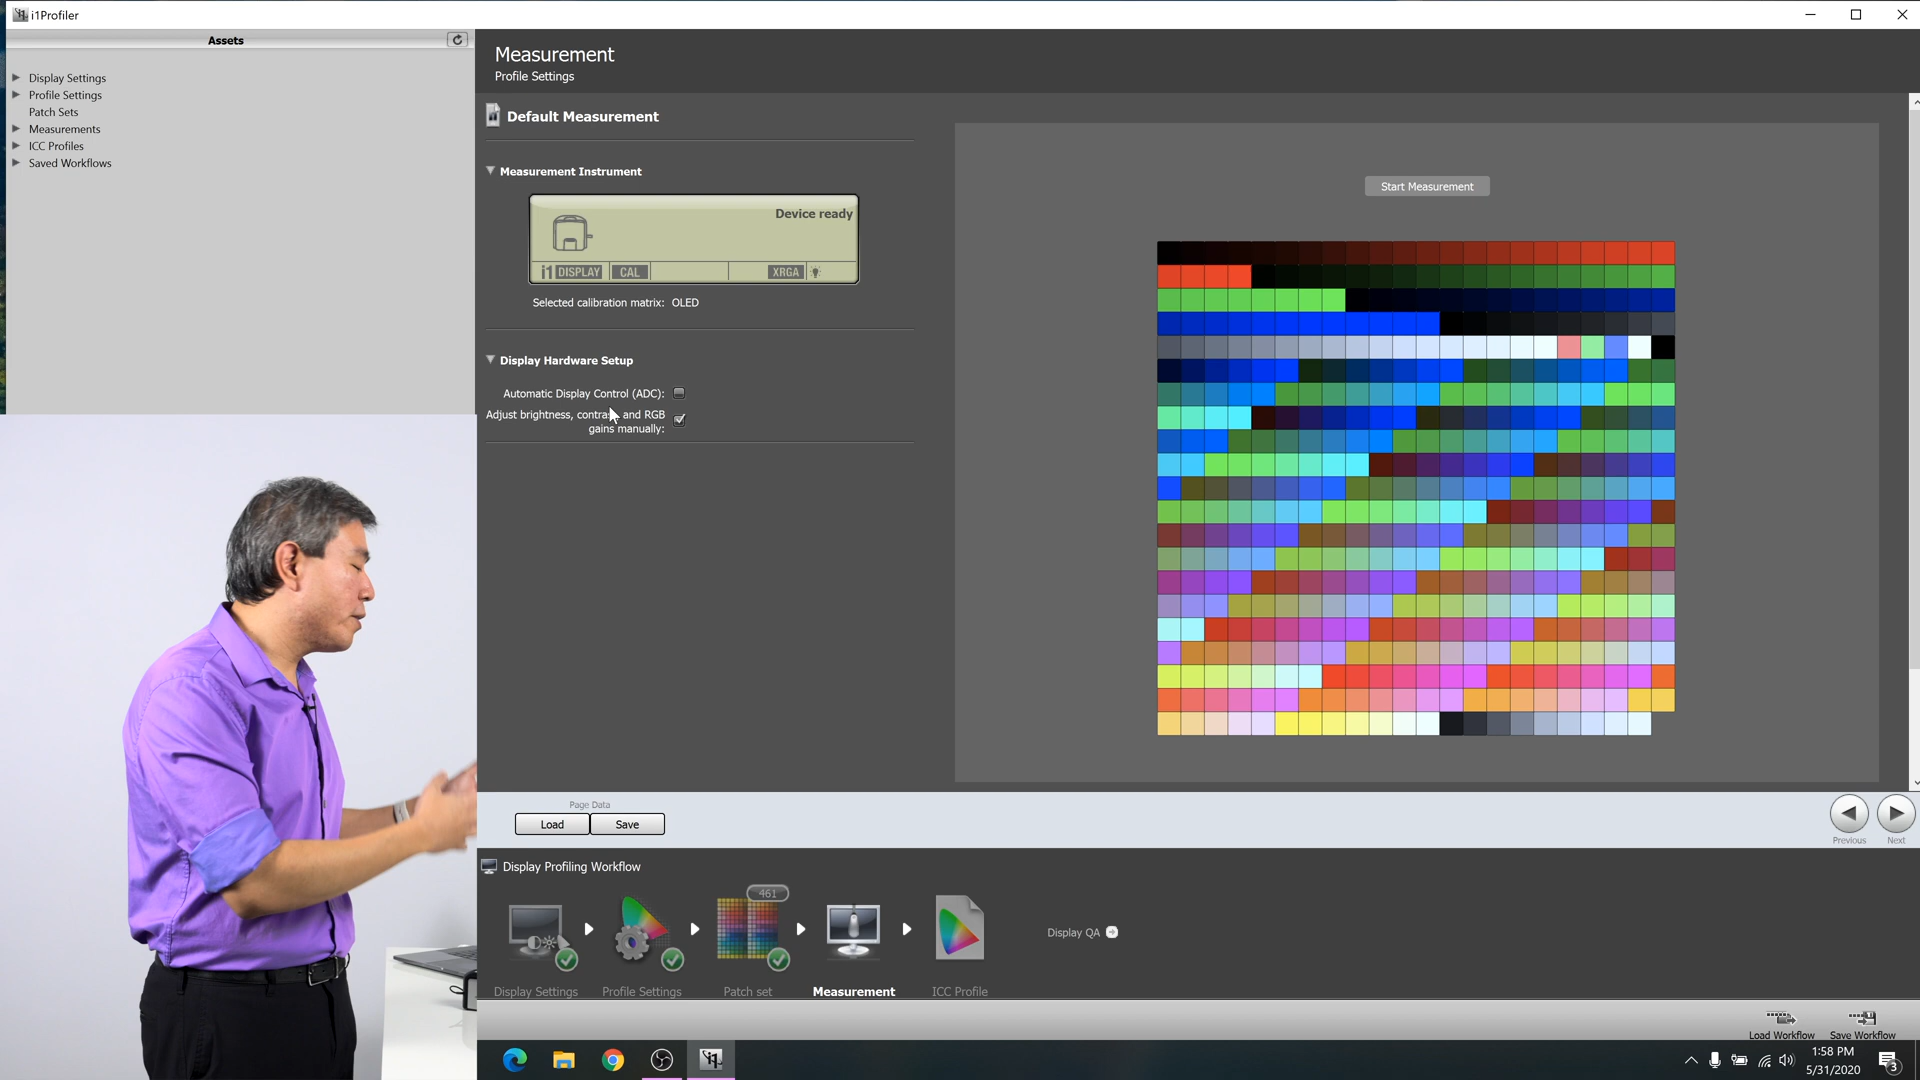 i1Profiler
Assets
Display Settings
Profile Settings
Patch Sets
Measurements
ICC Profiles
Saved Workflows
Measurement
Profile Settings
Default Measurement
Measurement Instrument
Device ready
i1 DISPLAY CAL XRGA
Selected calibration matrix: OLED
Display Hardware Setup
Automatic Display Control (ADC):
Adjust brightness, contrast and RGB
gains manually:
Start Measurement
Page Data
Load Save
Previous Next
Display Profiling Workflow
461
Display QA
Display Settings Profile Settings Patch set Measurement ICC Profile
Load Workflow Save Workflow
i1
1:58 PM
5/31/2020
3